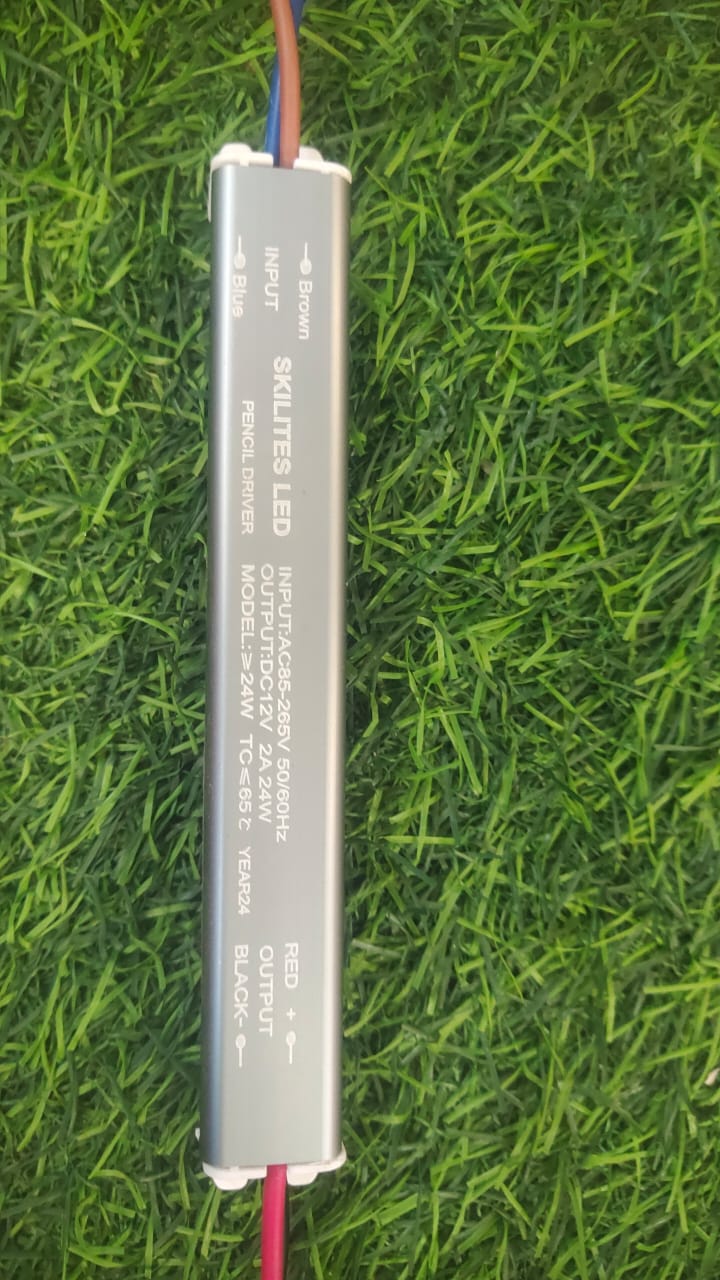 Brown
INPUT
Blue
SKILITES LED
PENCIL DRIVER
INPUT:AC85-265V 50/60Hz
OUTPUT:DC12V 2A 24W
MODEL:≥24W TC≤65℃ YEAR24
RED +
OUTPUT
BLACK-